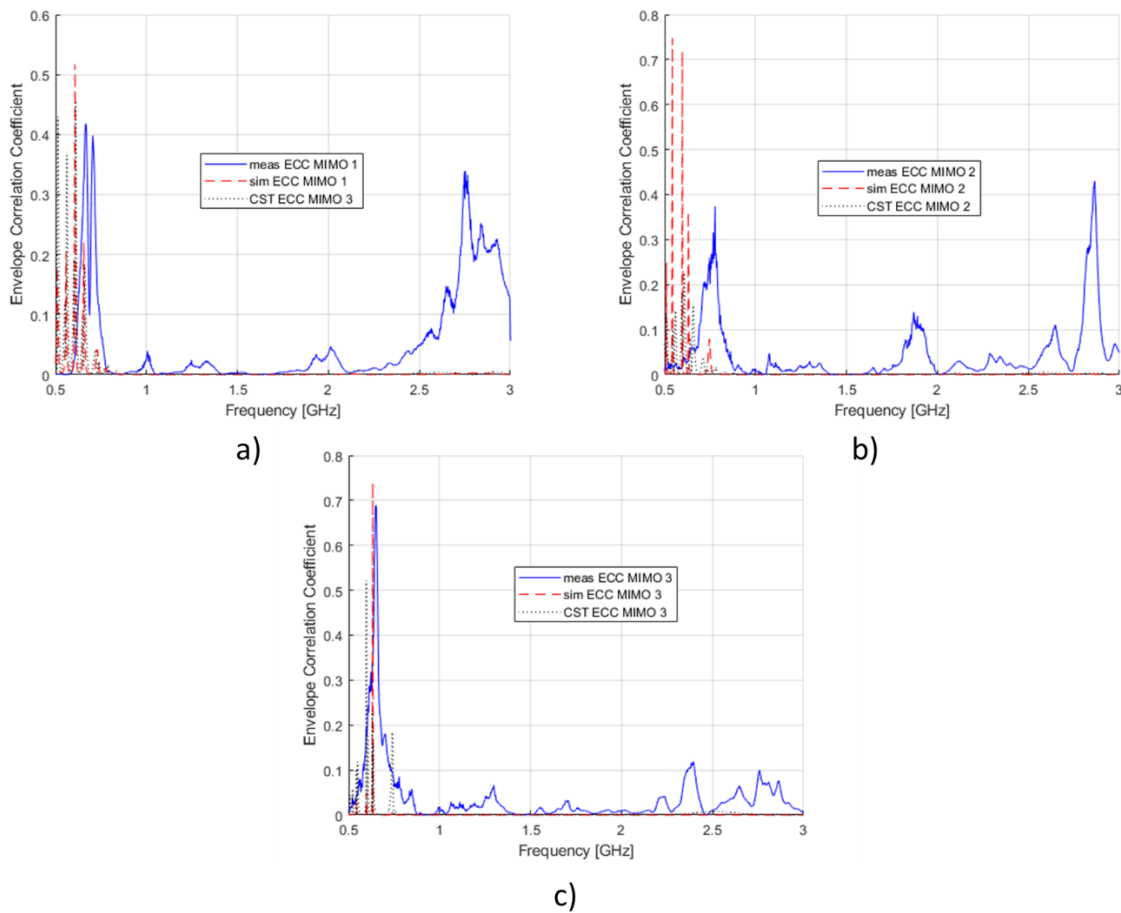 0.6
0.5
0.4
0.3
0.2
0.1
0
Envelope Correlation Coefficient
meas ECC MIMO 1
sim ECC MIMO 1
CST ECC MIMO 3
0.5
1
1.5
2
2.5
3
Frequency [GHz]
a)
0.8
0.7
0.6
0.5
0.4
0.3
0.2
0.1
0
Envelope Correlation Coefficient
meas ECC MIMO 2
sim ECC MIMO 2
CST ECC MIMO 2
0.5
1
1.5
2
2.5
3
Frequency [GHz]
b)
0.8
0.7
0.6
0.5
0.4
0.3
0.2
0.1
0
Envelope Correlation Coefficient
meas ECC MIMO 3
sim ECC MIMO 3
CST ECC MIMO 3
0.5
1
1.5
2
2.5
3
Frequency [GHz]
c)